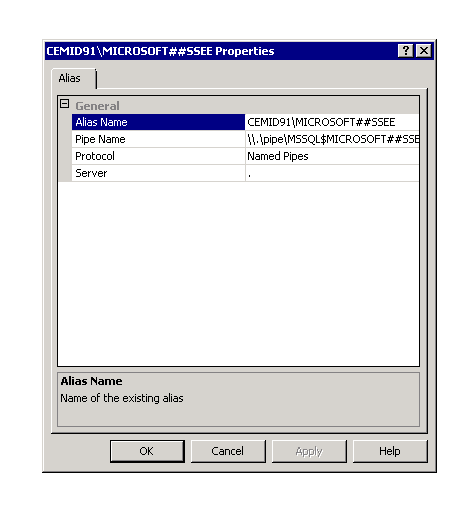 CEMID91\MICROSOFT##SSEE Properties
Alias
General
Alias Name CEMID91\MICROSOFT##SSEE
Pipe Name \\.\pipe\MSSQL$MICROSOFT##SSE
Protocol Named Pipes
Server .
Alias Name
Name of the existing alias
OK Cancel Apply Help